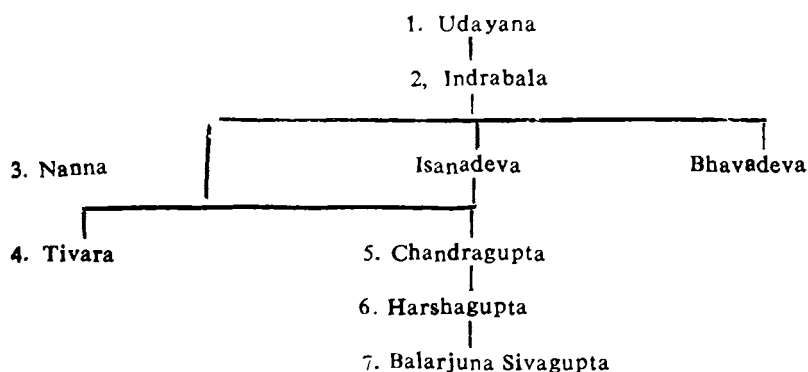 1. Udayana
2, Indrabala
3. Nanna Isanadeva Bhavadeva
4. Tivara 5. Chandragupta
6. Harshagupta
7. Balarjuna Sivagupta